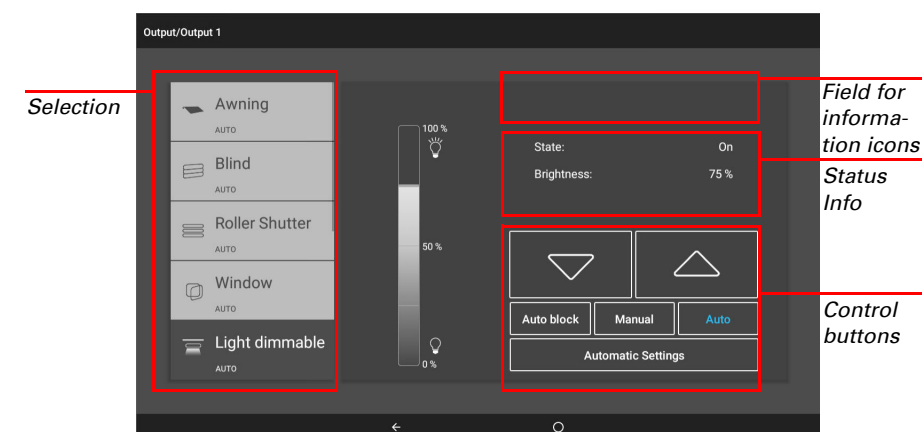 Output/Output 1
Selection
Awning
AUTO
Blind
AUTO
Roller Shutter
AUTO
Window
AUTO
Light dimmable
AUTO
100 %
50 %
0 %
State: On
Brightness: 75 %
Auto block Manual Auto
Automatic Settings
Field for
informa-
tion icons
Status
Info
Control
buttons